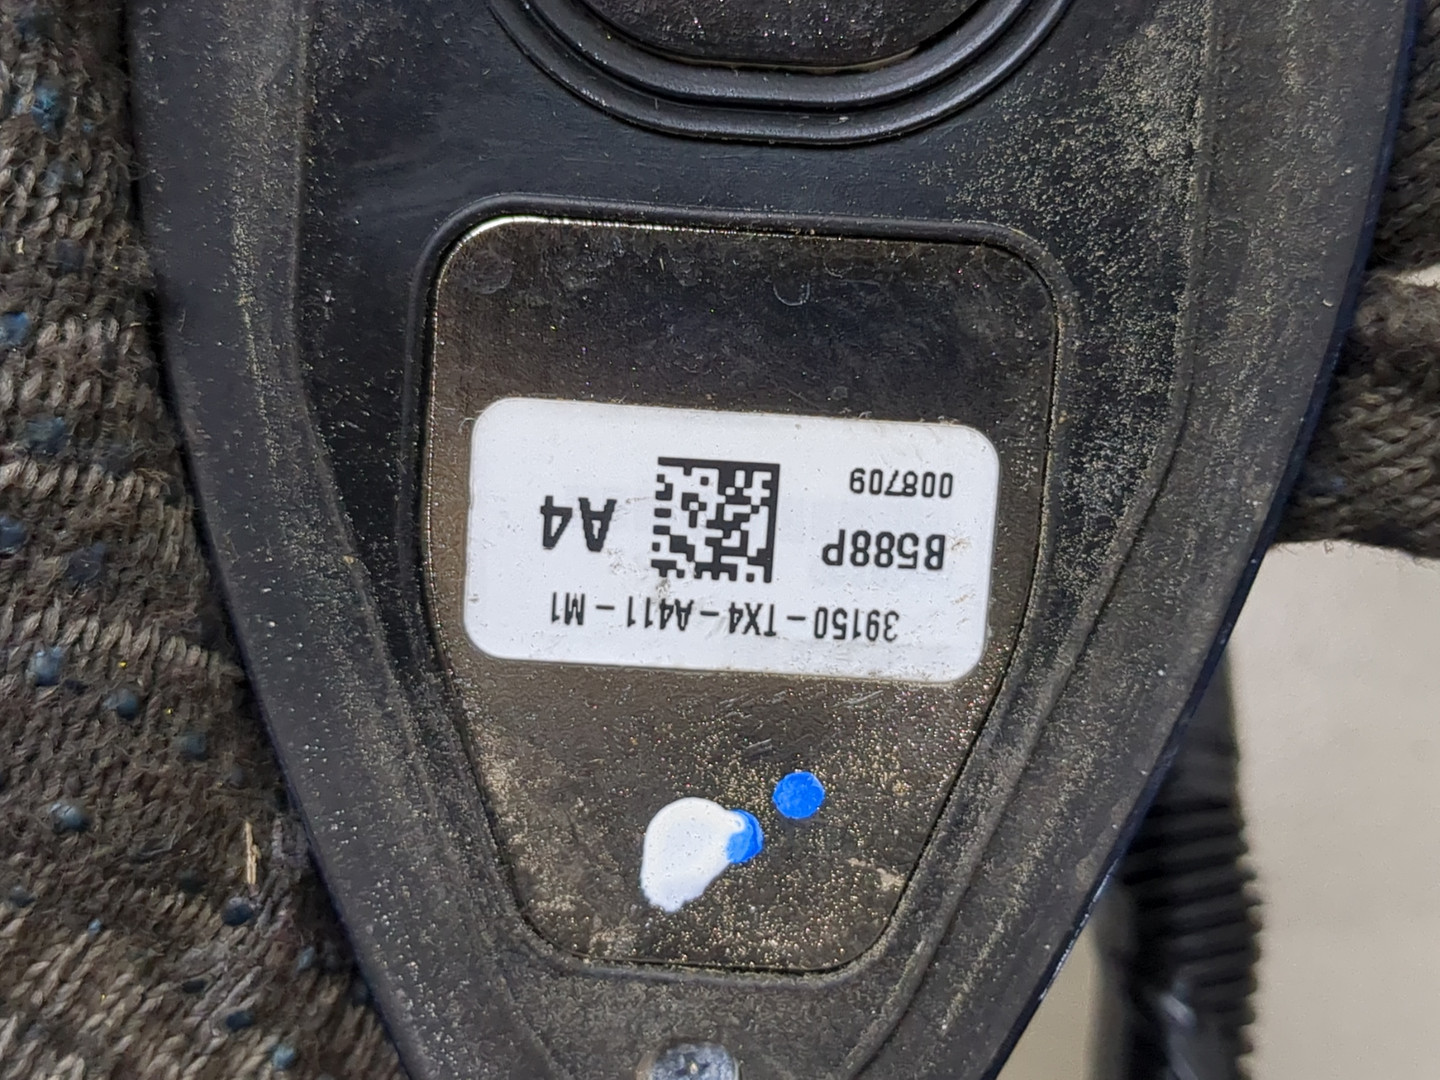 39150 – TX4 – A411 – M1
B588P
A4
008709